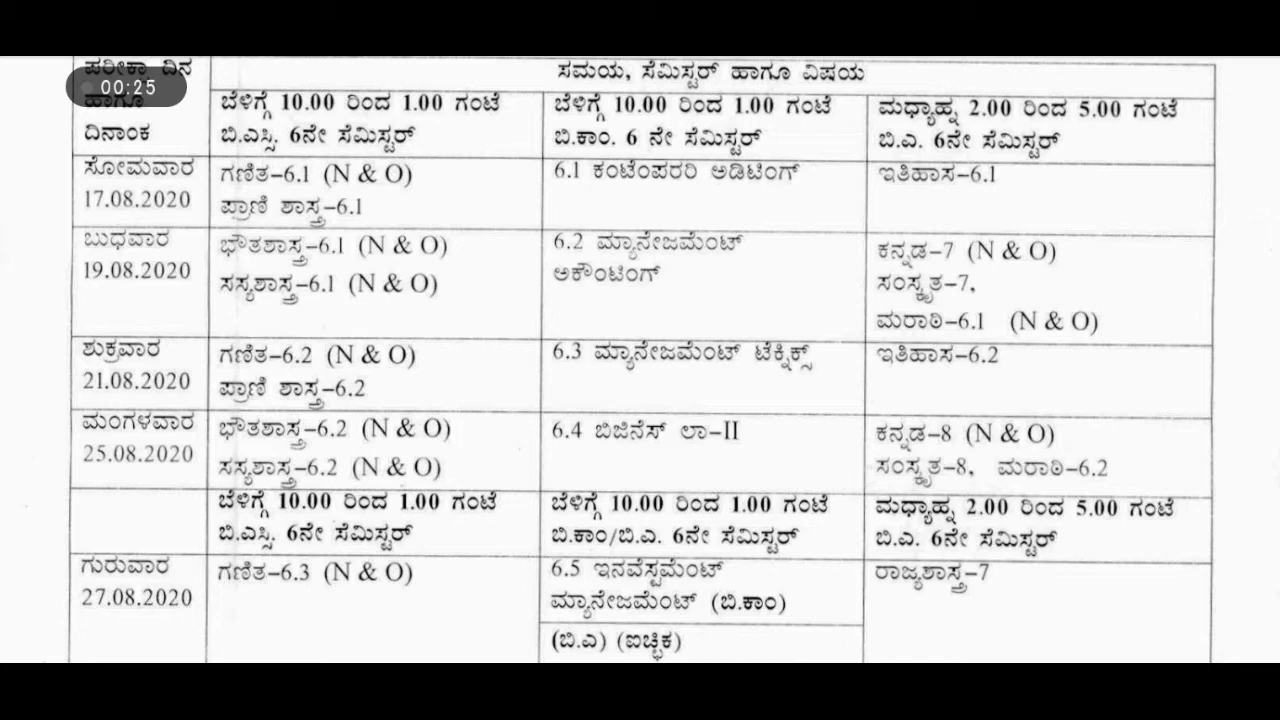 ಪರೀಕ್ಷಾ ದಿನ
00:25
ಹಾಗೂ
ದಿನಾಂಕ
ಸಮಯ, ಸೆಮಿಸ್ಟರ್ ಹಾಗೂ ವಿಷಯ
ಬೆಳಿಗ್ಗೆ 10.00 ರಿಂದ 1.00 ಗಂಟೆ
ಬಿ.ಎಸ್ಸಿ. 6ನೇ ಸೆಮಿಸ್ಟರ್
ಬೆಳಿಗ್ಗೆ 10.00 ರಿಂದ 1.00 ಗಂಟೆ
ಬಿ.ಕಾಂ. 6 ನೇ ಸೆಮಿಸ್ಟರ್
ಮಧ್ಯಾಹ್ನ 2.00 ರಿಂದ 5.00 ಗಂಟೆ
ಬಿ.ಎ. 6ನೇ ಸೆಮಿಸ್ಟರ್
ಸೋಮವಾರ
17.08.2020
ಗಣಿತ-6.1 (N & O)
ಪ್ರಾಣಿ ಶಾಸ್ತ್ರ-6.1
6.1 ಕಂಟೆಂಪರರಿ ಅಡಿಟಿಂಗ್
ಇತಿಹಾಸ-6.1
ಬುಧವಾರ
19.08.2020
ಭೌತಶಾಸ್ತ್ರ-6.1 (N & O)
ಸಸ್ಯಶಾಸ್ತ್ರ-6.1 (N & O)
6.2 ಮ್ಯಾನೇಜಮೆಂಟ್
ಅಕೌಂಟಿಂಗ್
ಕನ್ನಡ-7 (N & O)
ಸಂಸ್ಕೃತ-7,
ಮರಾಠಿ-6.1 (N & O)
ಶುಕ್ರವಾರ
21.08.2020
ಗಣಿತ-6.2 (N & O)
ಪ್ರಾಣಿ ಶಾಸ್ತ್ರ-6.2
6.3 ಮ್ಯಾನೇಜಮೆಂಟ್ ಟೆಕ್ನಿಕ್ಸ್
ಇತಿಹಾಸ-6.2
ಮಂಗಳವಾರ
25.08.2020
ಭೌತಶಾಸ್ತ್ರ-6.2 (N & O)
ಸಸ್ಯಶಾಸ್ತ್ರ-6.2 (N & O)
6.4 ಬಿಜಿನೆಸ್ ಲಾ-II
ಕನ್ನಡ-8 (N & O)
ಸಂಸ್ಕೃತ-8, ಮರಾಠಿ-6.2
ಬೆಳಿಗ್ಗೆ 10.00 ರಿಂದ 1.00 ಗಂಟೆ
ಬಿ.ಎಸ್ಸಿ. 6ನೇ ಸೆಮಿಸ್ಟರ್
ಬೆಳಿಗ್ಗೆ 10.00 ರಿಂದ 1.00 ಗಂಟೆ
ಬಿ.ಕಾಂ/ಬಿ.ಎ. 6ನೇ ಸೆಮಿಸ್ಟರ್
ಮಧ್ಯಾಹ್ನ 2.00 ರಿಂದ 5.00 ಗಂಟೆ
ಬಿ.ಎ. 6ನೇ ಸೆಮಿಸ್ಟರ್
ಗುರುವಾರ
27.08.2020
ಗಣಿತ-6.3 (N & O)
6.5 ಇನವೆಸ್ಟಮೆಂಟ್
ಮ್ಯಾನೇಜಮೆಂಟ್ (ಬಿ.ಕಾಂ)
(ಬಿ.ಎ) (ಐಚ್ಛಿಕ)
ರಾಜ್ಯಶಾಸ್ತ್ರ-7